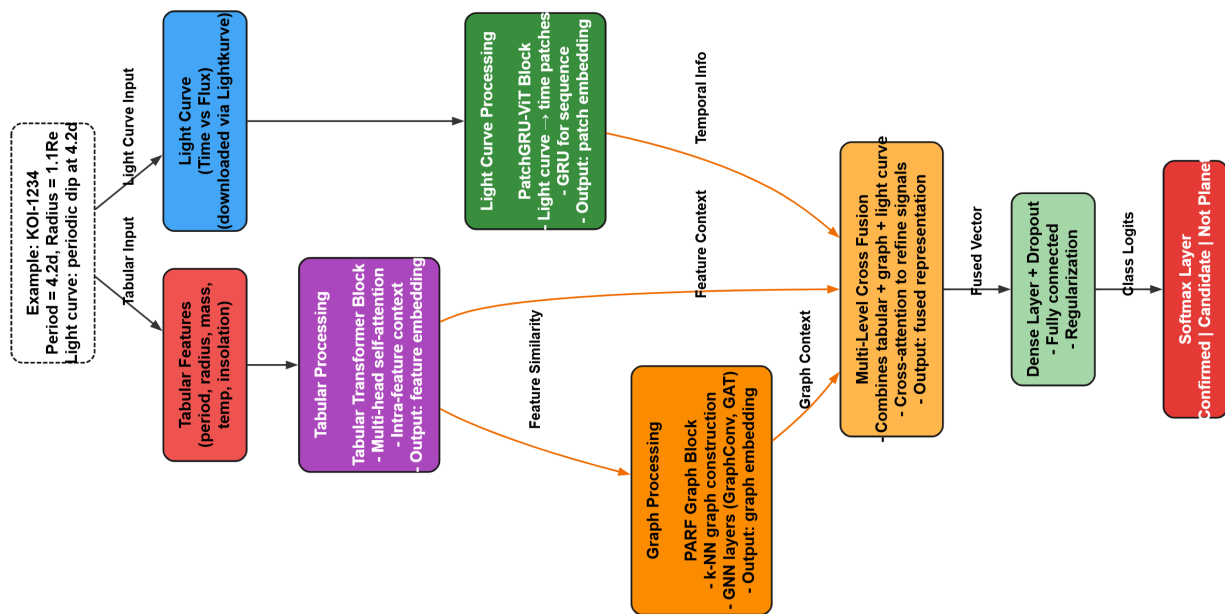 Example: KOI-1234
Period = 4.2d, Radius = 1.1Re
Light curve: periodic dip at 4.2d
Tabular Input
Light Curve Input
Tabular Features
(period, radius, mass,
temp, insolation)
Light Curve
(Time vs Flux)
(downloaded via Lightkurve)
Tabular Processing
Tabular Transformer Block
- Multi-head self-attention
- Intra-feature context
- Output: feature embedding
Light Curve Processing
PatchGRU-ViT Block
- Light curve → time patches
- GRU for sequence
- Output: patch embedding
Feature Similarity
Graph Processing
PARF Graph Block
- k-NN graph construction
- GNN layers (GraphConv, GAT)
- Output: graph embedding
Feature Context
Temporal Info
Graph Context
Multi-Level Cross Fusion
- Combines tabular + graph + light curve
- Cross-attention to refine signals
- Output: fused representation
Fused Vector
Dense Layer + Dropout
- Fully connected
- Regularization
Class Logits
Softmax Layer
Confirmed | Candidate | Not Planet